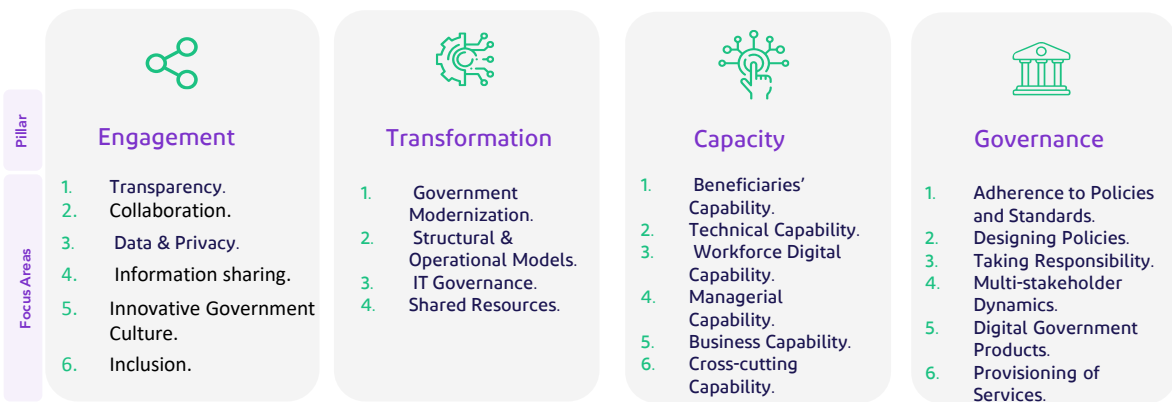 Pillar
Focus Areas
Engagement
1. Transparency.
2. Collaboration.
3. Data & Privacy.
4. Information sharing.
5. Innovative Government
Culture.
6. Inclusion.
Transformation
1. Government
Modernization.
2. Structural &
Operational Models.
3. IT Governance.
4. Shared Resources.
Capacity
1. Beneficiaries’
Capability.
2. Technical Capability.
3. Workforce Digital
Capability.
4. Managerial
Capability.
5. Business Capability.
6. Cross-cutting
Capability.
Governance
1. Adherence to Policies
and Standards.
2. Designing Policies.
3. Taking Responsibility.
4. Multi-stakeholder
Dynamics.
5. Digital Government
Products.
6. Provisioning of
Services.